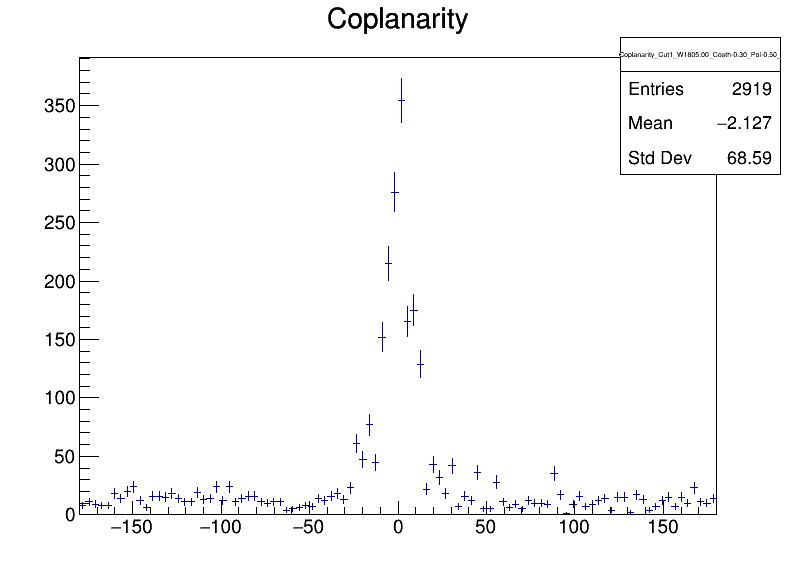 Coplanarity
Coplanarity_Cut1_W1805.00_Costh-0.30_Pol-0.50_
Entries 2919
Mean −2.127
Std Dev 68.59
350
300
250
200
150
100
50
0
−150 −100 −50 0 50 100 150